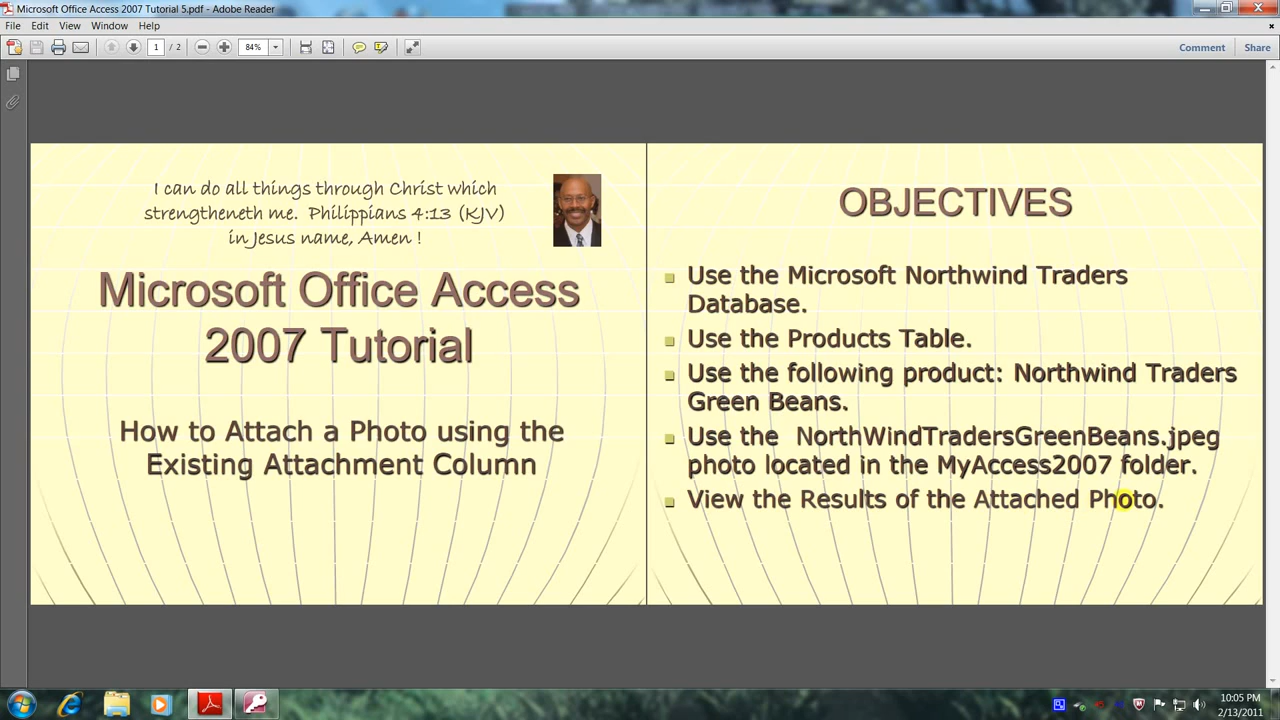 Microsoft Office Access 2007 Tutorial 5.pdf - Adobe Reader
File Edit View Window Help
1 / 2 84% Comment Share
I can do all things through Christ which
strengtheneth me. Philippians 4:13 (KJV)
in Jesus name, Amen !
Microsoft Office Access
2007 Tutorial
How to Attach a Photo using the
Existing Attachment Column
OBJECTIVES
Use the Microsoft Northwind Traders
Database.
Use the Products Table.
Use the following product: Northwind Traders
Green Beans.
Use the NorthWindTradersGreenBeans.jpeg
photo located in the MyAccess2007 folder.
View the Results of the Attached Photo.
10:05 PM
2/13/2011